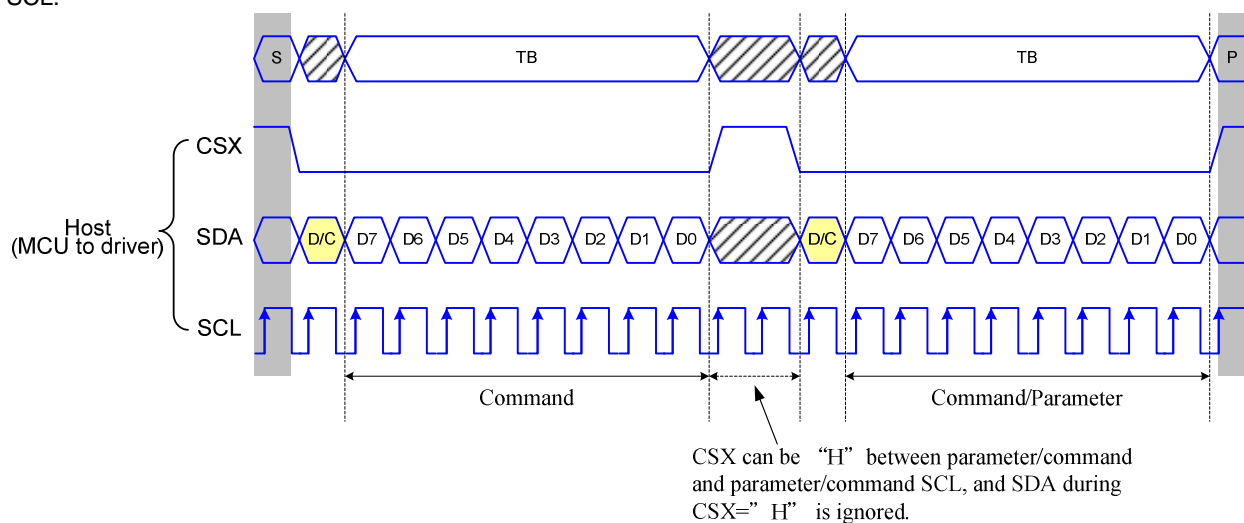 SCL.
S TB TB P
CSX
Host
(MCU to driver)
SDA
D/C D7 D6 D5 D4 D3 D2 D1 D0 D/C D7 D6 D5 D4 D3 D2 D1 D0
SCL
Command Command/Parameter
CSX can be “H” between parameter/command
and parameter/command SCL, and SDA during
CSX=”H” is ignored.